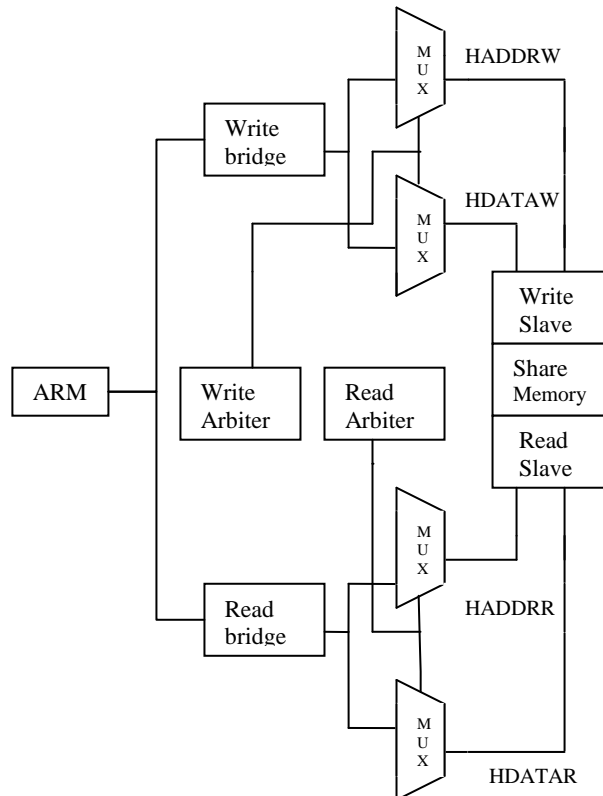 M
U
X
HADDRW
Write
bridge
HDATAW
M
U
X
Write
Slave
Share
Memory
ARM
Write
Arbiter
Read
Arbiter
Read
Slave
M
U
X
Read
bridge
HADDRR
M
U
X
HDATAR